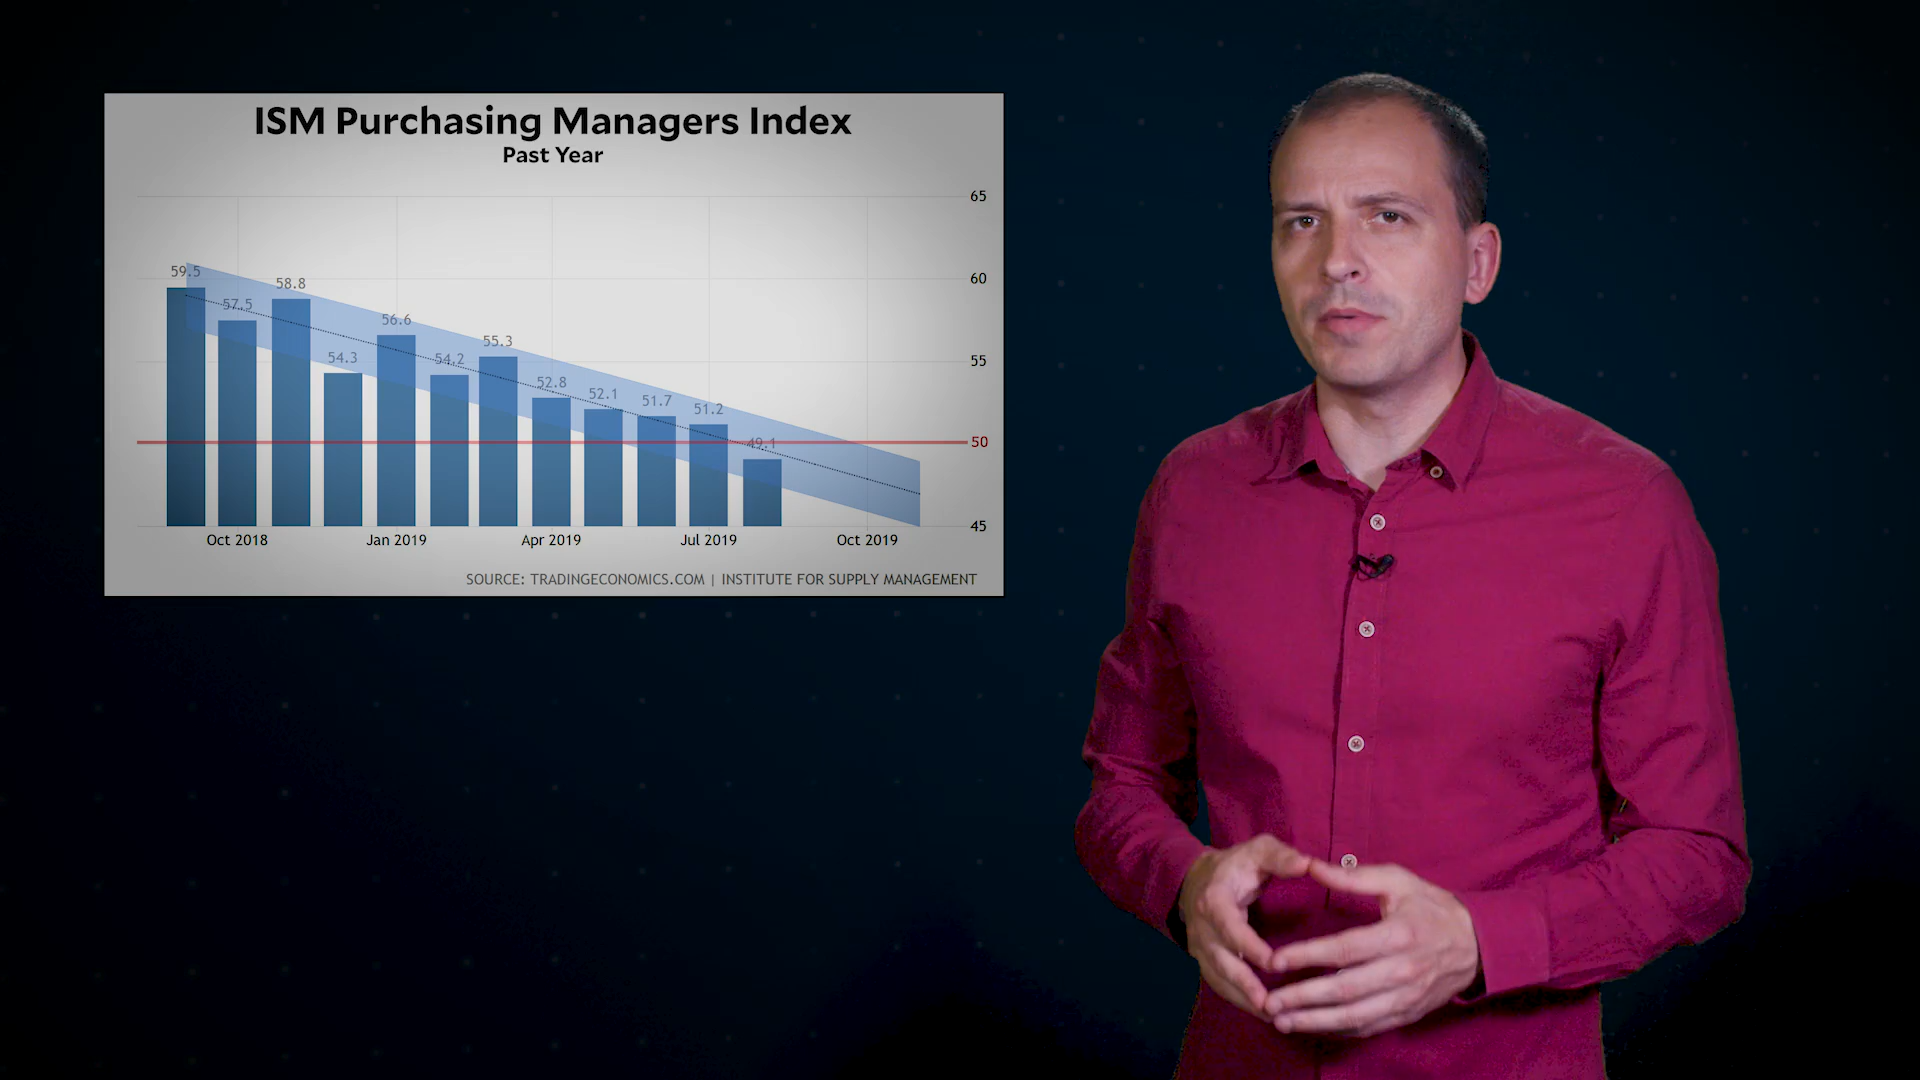 ISM Purchasing Managers Index
Past Year
65
60
55
50
45
59.5
57.5
58.8
54.3
56.6
54.2
55.3
52.8
52.1
51.7
51.2
49.1
Oct 2018
Jan 2019
Apr 2019
Jul 2019
Oct 2019
SOURCE: TRADINGECONOMICS.COM | INSTITUTE FOR SUPPLY MANAGEMENT